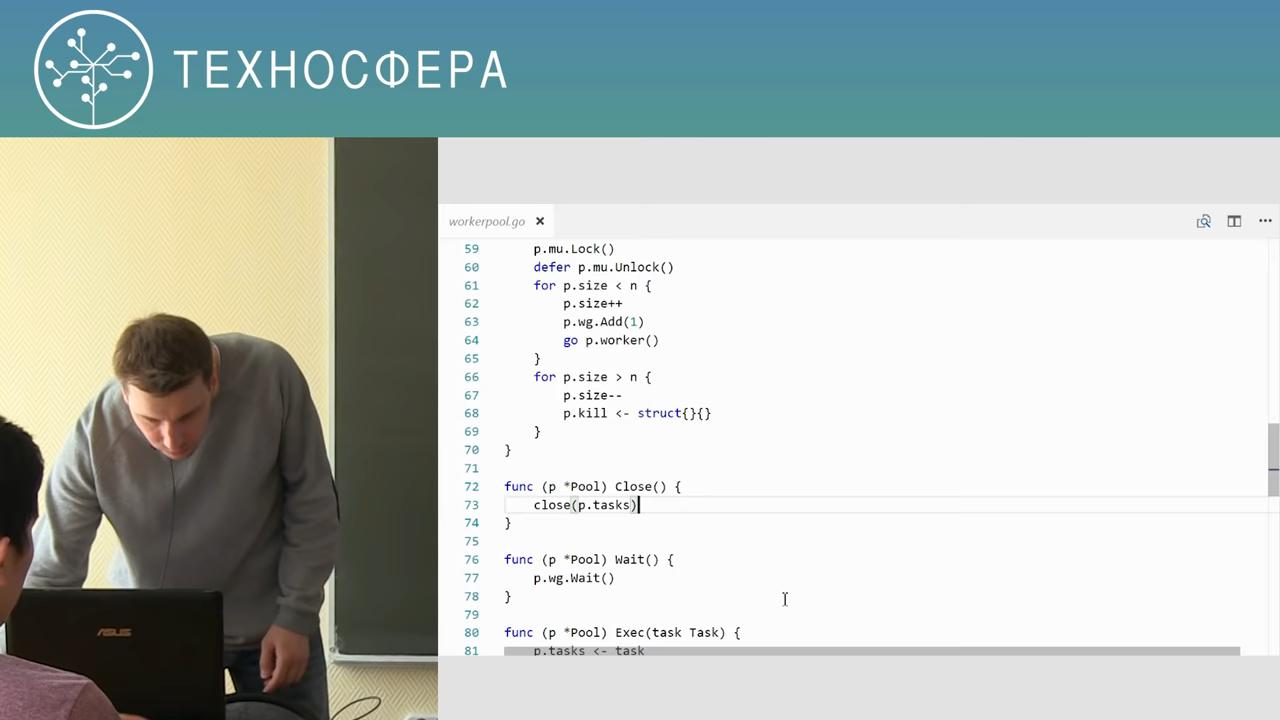 ТЕХНОСФЕРА
workerpool.go
59 p.mu.Lock()
60 defer p.mu.Unlock()
61 for p.size < n {
62 p.size++
63 p.wg.Add(1)
64 go p.worker()
65 }
66 for p.size > n {
67 p.size--
68 p.kill <- struct{}{}
69 }
70 }
71
72 func (p *Pool) Close() {
73 close(p.tasks)
74 }
75
76 func (p *Pool) Wait() {
77 p.wg.Wait()
78 }
79
80 func (p *Pool) Exec(task Task) {
81 p.tasks <- task
ASUS